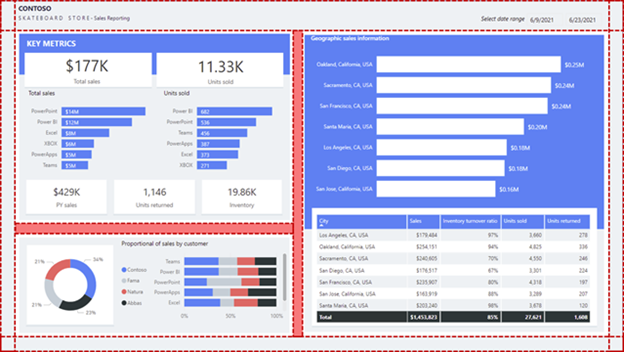 CONTOSO
SKATEBOARD STORE - Sales Reporting
Select date range 6/9/2021 6/23/2021
KEY METRICS
$177K
Total sales
11.33K
Units sold
Total sales
PowerPoint $14M
Power BI $12M
Excel $8M
XBOX $8M
PowerApps $5M
Teams $5M
Units sold
Power BI 682
PowerPoint 536
Teams 456
PowerApps 387
Excel 373
XBOX 271
$429K
PY sales
1,146
Units returned
19.86K
Inventory
36%
23%
21%
21%
Proportional of sales by customer
Contoso
Fama
Natura
Abbas
Teams
Power BI
PowerPoint
PowerApps
Excel
0% 50% 100%
Geographic sales information
Oakland, California, USA $0.25M
Sacramento, CA, USA $0.24M
San Francisco, CA, USA $0.24M
Santa Maria, CA, USA $0.20M
Los Angeles, CA, USA $0.18M
San Diego, CA, USA $0.18M
San Jose, California, USA $0.16M
City Sales Inventory turnover ratio Units sold Units returned
Los Angeles, CA, USA $179,484 97% 3,660 278
Oakland, California, USA $254,151 94% 4,825 336
Sacramento, CA, USA $240,605 70% 4,550 246
San Diego, CA, USA $176,517 67% 3,301 224
San Francisco, CA, USA $235,907 80% 4,318 197
San Jose, California, USA $162,919 88% 3,289 207
Santa Maria, CA, USA $203,240 98% 3,678 120
Total $1,453,823 85% 27,621 1,608